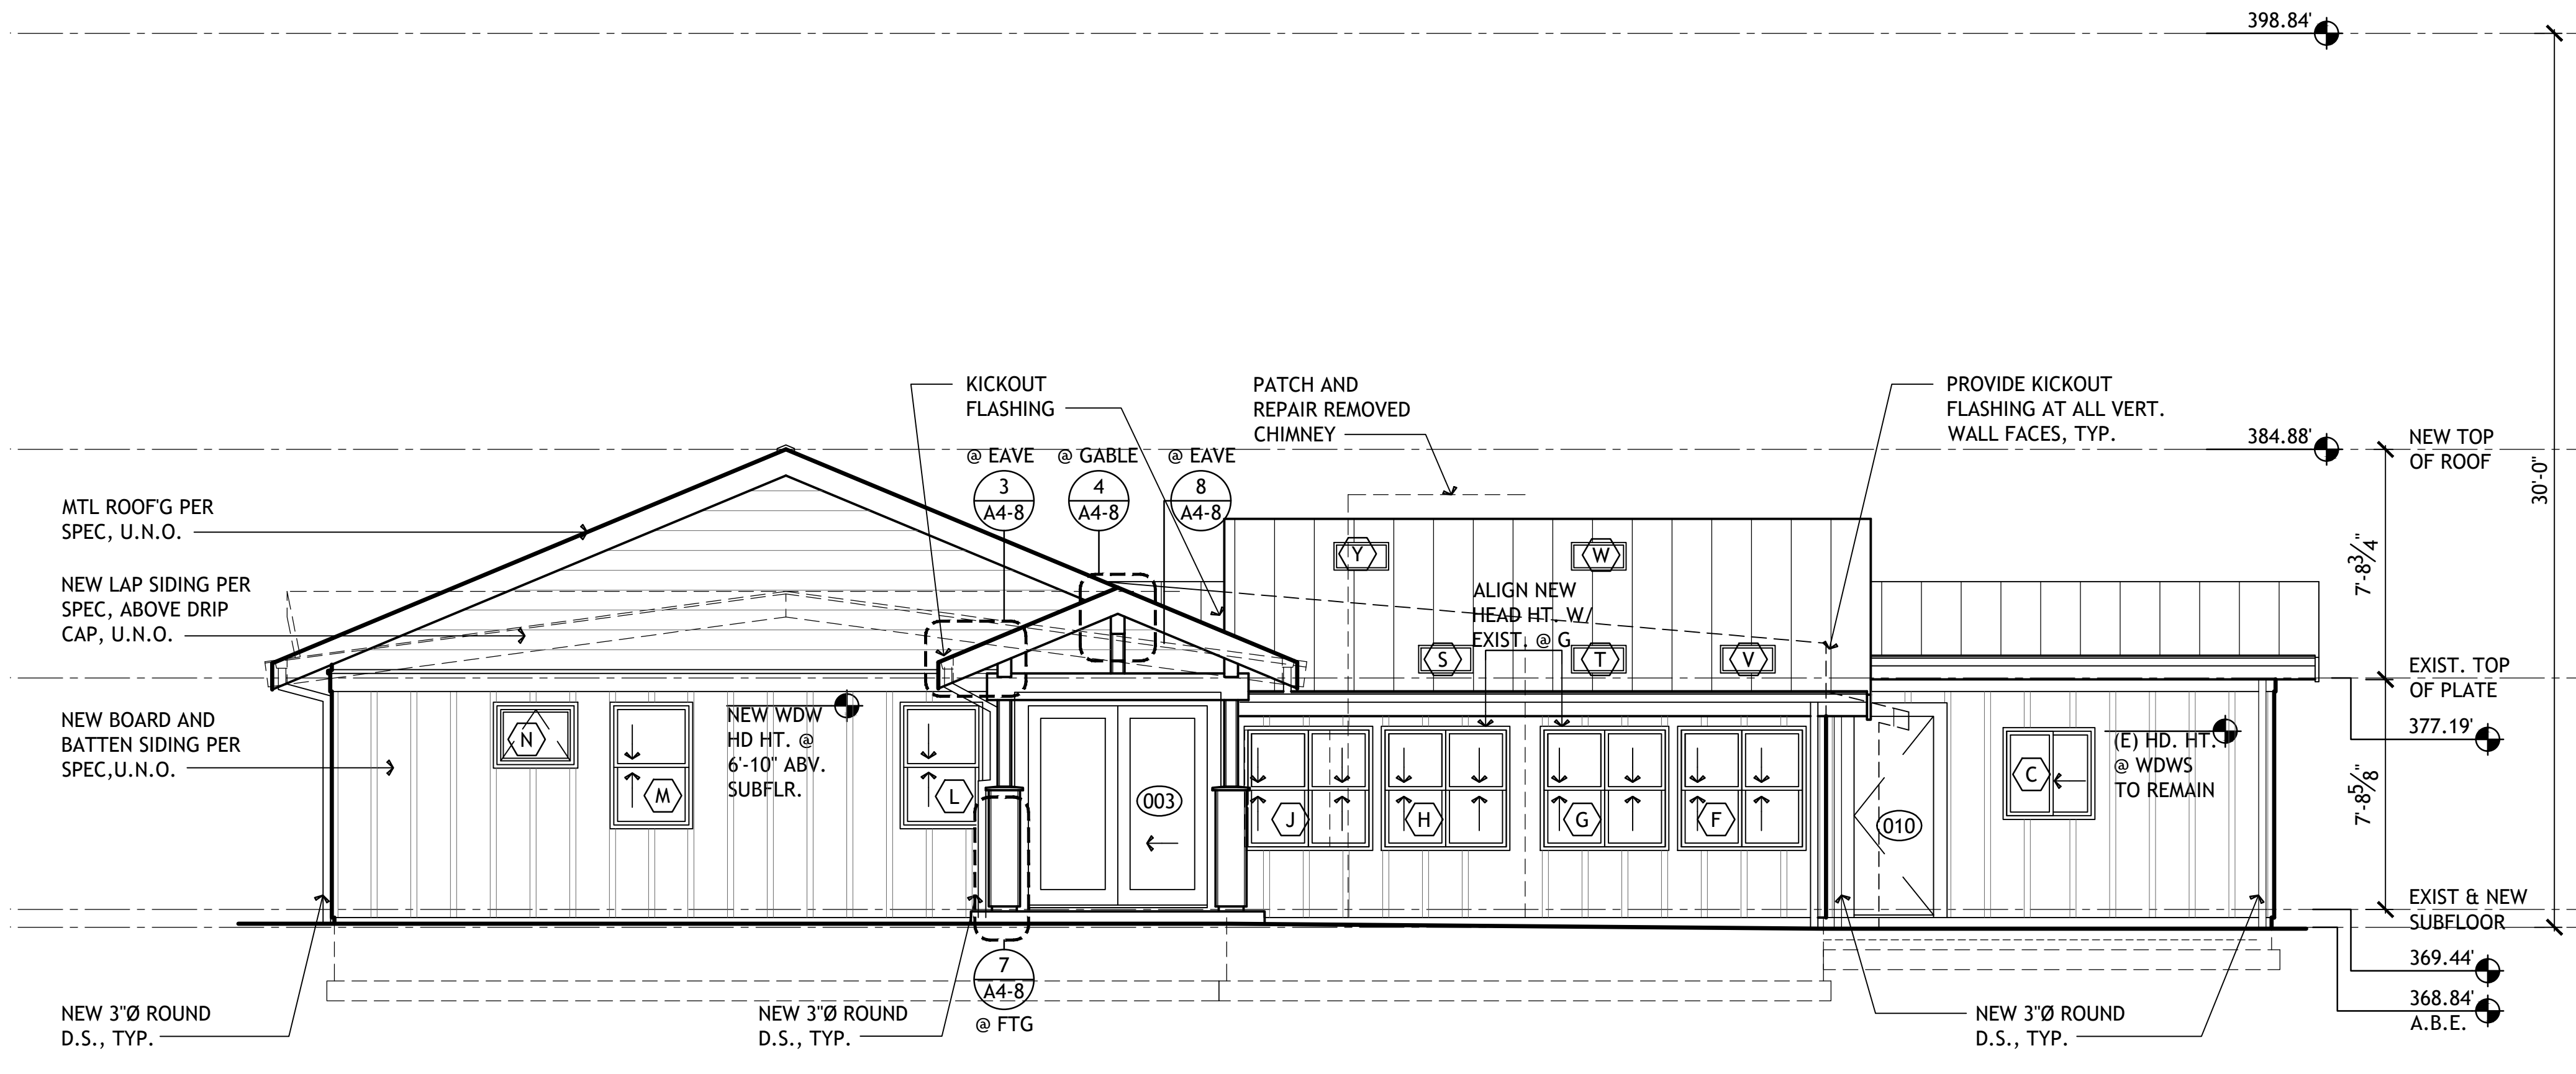 398.84'
30'-0"
KICKOUT
FLASHING
PATCH AND
REPAIR REMOVED
CHIMNEY
PROVIDE KICKOUT
FLASHING AT ALL VERT.
WALL FACES, TYP.
384.88'
NEW TOP
OF ROOF
@ EAVE
3
A4-8
@ GABLE
4
A4-8
@ EAVE
8
A4-8
MTL ROOF'G PER
SPEC, U.N.O.
NEW LAP SIDING PER
SPEC, ABOVE DRIP
CAP, U.N.O.
NEW BOARD AND
BATTEN SIDING PER
SPEC,U.N.O.
Y
W
ALIGN NEW
HEAD HT. W/
EXIST. @ G
S
T
V
7'-8 3/4"
EXIST. TOP
OF PLATE
377.19'
N
M
NEW WDW
HD HT. @
6'-10" ABV.
SUBFLR.
L
003
J
H
G
F
010
C
(E) HD. HT.
@ WDWS
TO REMAIN
7'-8 5/8"
EXIST & NEW
SUBFLOOR
369.44'
368.84'
A.B.E.
7
A4-8
@ FTG
NEW 3"Ø ROUND
D.S., TYP.
NEW 3"Ø ROUND
D.S., TYP.
NEW 3"Ø ROUND
D.S., TYP.